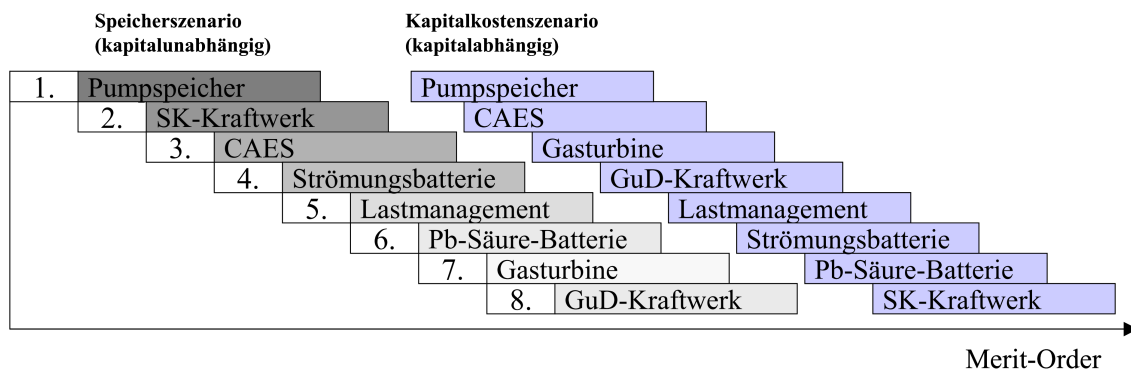 Speicherszenario
(kapitalunabhängig)
Kapitalkostenszenario
(kapitalabhängig)
1. Pumpspeicher Pumpspeicher
2. SK-Kraftwerk CAES
3. CAES Gasturbine
4. Strömungsbatterie GuD-Kraftwerk
5. Lastmanagement Lastmanagement
6. Pb-Säure-Batterie Strömungsbatterie
7. Gasturbine Pb-Säure-Batterie
8. GuD-Kraftwerk SK-Kraftwerk
Merit-Order